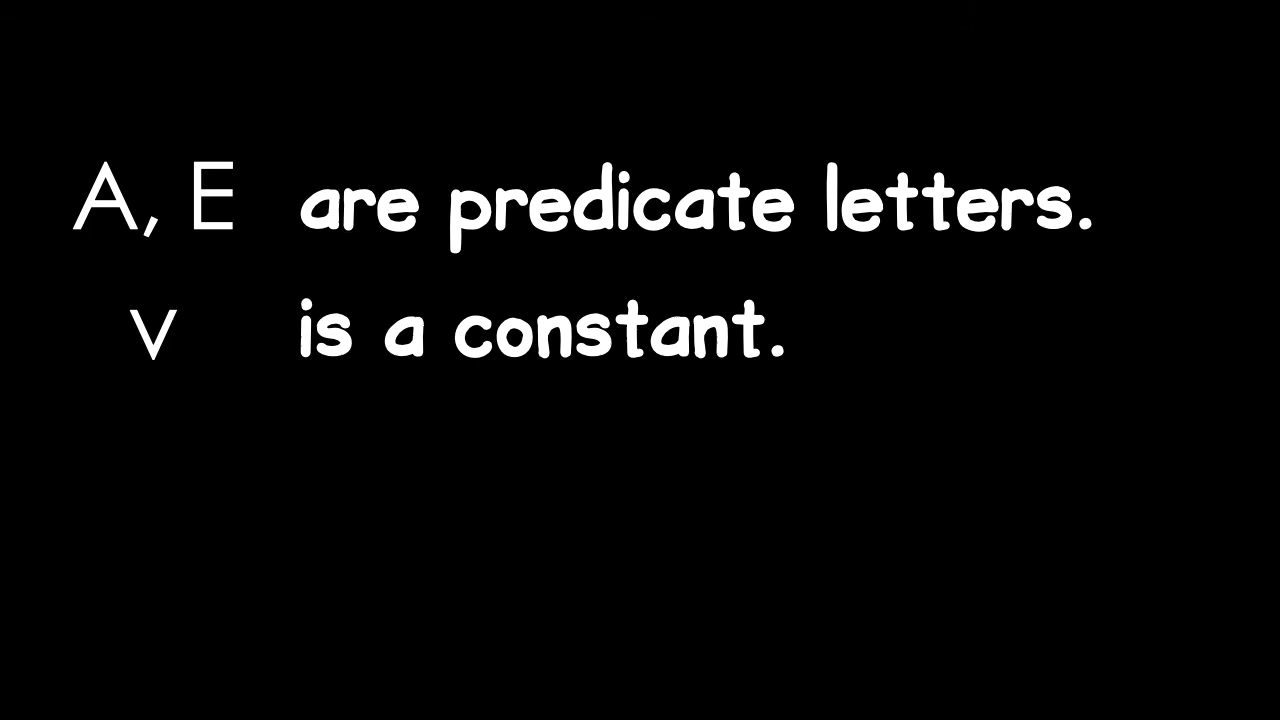 A, E are predicate letters.
v is a constant.